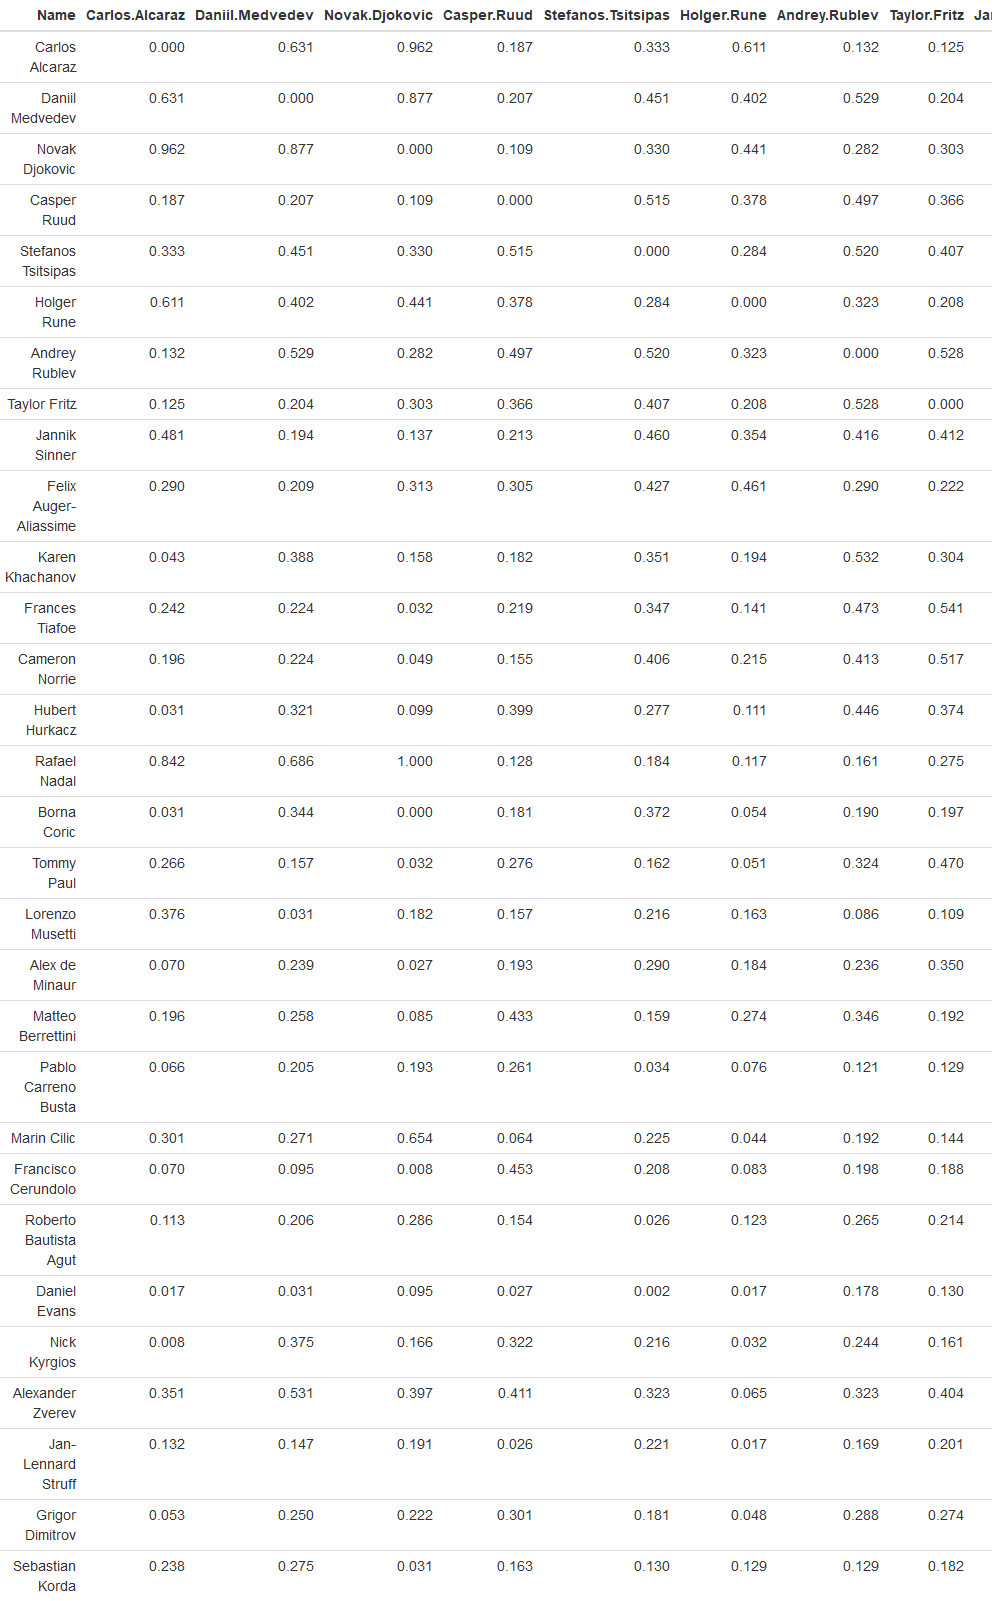 Name Carlos.Alcaraz Daniil.Medvedev Novak.Djokovic Casper.Ruud Stefanos.Tsitsipas Holger.Rune Andrey.Rublev Taylor.Fritz Jar
Carlos 0.000 0.631 0.962 0.187 0.333 0.611 0.132 0.125
Alcaraz
Daniil 0.631 0.000 0.877 0.207 0.451 0.402 0.529 0.204
Medvedev
Novak 0.962 0.877 0.000 0.109 0.330 0.441 0.282 0.303
Djokovic
Casper 0.187 0.207 0.109 0.000 0.515 0.378 0.497 0.366
Ruud
Stefanos 0.333 0.451 0.330 0.515 0.000 0.284 0.520 0.407
Tsitsipas
Holger 0.611 0.402 0.441 0.378 0.284 0.000 0.323 0.208
Rune
Andrey 0.132 0.529 0.282 0.497 0.520 0.323 0.000 0.528
Rublev
Taylor Fritz 0.125 0.204 0.303 0.366 0.407 0.208 0.528 0.000
Jannik 0.481 0.194 0.137 0.213 0.460 0.354 0.416 0.412
Sinner
Felix 0.290 0.209 0.313 0.305 0.427 0.461 0.290 0.222
Auger-
Aliassime
Karen 0.043 0.388 0.158 0.182 0.351 0.194 0.532 0.304
Khachanov
Frances 0.242 0.224 0.032 0.219 0.347 0.141 0.473 0.541
Tiafoe
Cameron 0.196 0.224 0.049 0.155 0.406 0.215 0.413 0.517
Norrie
Hubert 0.031 0.321 0.099 0.399 0.277 0.111 0.446 0.374
Hurkacz
Rafael 0.842 0.686 1.000 0.128 0.184 0.117 0.161 0.275
Nadal
Borna 0.031 0.344 0.000 0.181 0.372 0.054 0.190 0.197
Coric
Tommy 0.266 0.157 0.032 0.276 0.162 0.051 0.324 0.470
Paul
Lorenzo 0.376 0.031 0.182 0.157 0.216 0.163 0.086 0.109
Musetti
Alex de 0.070 0.239 0.027 0.193 0.290 0.184 0.236 0.350
Minaur
Matteo 0.196 0.258 0.085 0.433 0.159 0.274 0.346 0.192
Berrettini
Pablo 0.066 0.205 0.193 0.261 0.034 0.076 0.121 0.129
Carreno
Busta
Marin Cilic 0.301 0.271 0.654 0.064 0.225 0.044 0.192 0.144
Francisco 0.070 0.095 0.008 0.453 0.208 0.083 0.198 0.188
Cerundolo
Roberto 0.113 0.206 0.286 0.154 0.026 0.123 0.265 0.214
Bautista
Agut
Daniel 0.017 0.031 0.095 0.027 0.002 0.017 0.178 0.130
Evans
Nick 0.008 0.375 0.166 0.322 0.216 0.032 0.244 0.161
Kyrgios
Alexander 0.351 0.531 0.397 0.411 0.323 0.065 0.323 0.404
Zverev
Jan- 0.132 0.147 0.191 0.026 0.221 0.017 0.169 0.201
Lennard
Struff
Grigor 0.053 0.250 0.222 0.301 0.181 0.048 0.288 0.274
Dimitrov
Sebastian 0.238 0.275 0.031 0.163 0.130 0.129 0.129 0.182
Korda